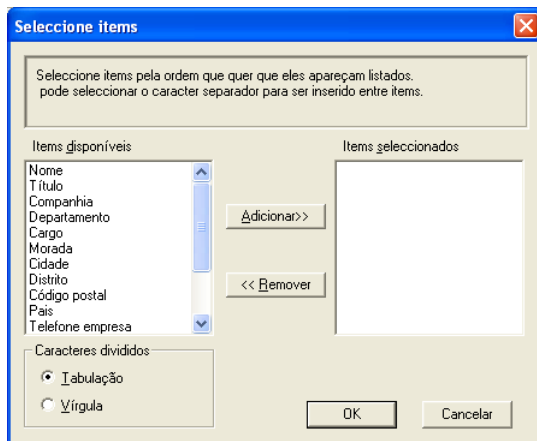 Seleccione items
Seleccione items pela ordem que quer que eles apareçam listados.
pode seleccionar o caracter separador para ser inserido entre items.
Items disponíveis
Items seleccionados
Nome
Título
Companhia
Departamento
Cargo
Morada
Cidade
Distrito
Código postal
Pais
Telefone empresa
Adicionar>>
<< Remover
Caracteres divididos
Tabulação
Vírgula
OK
Cancelar